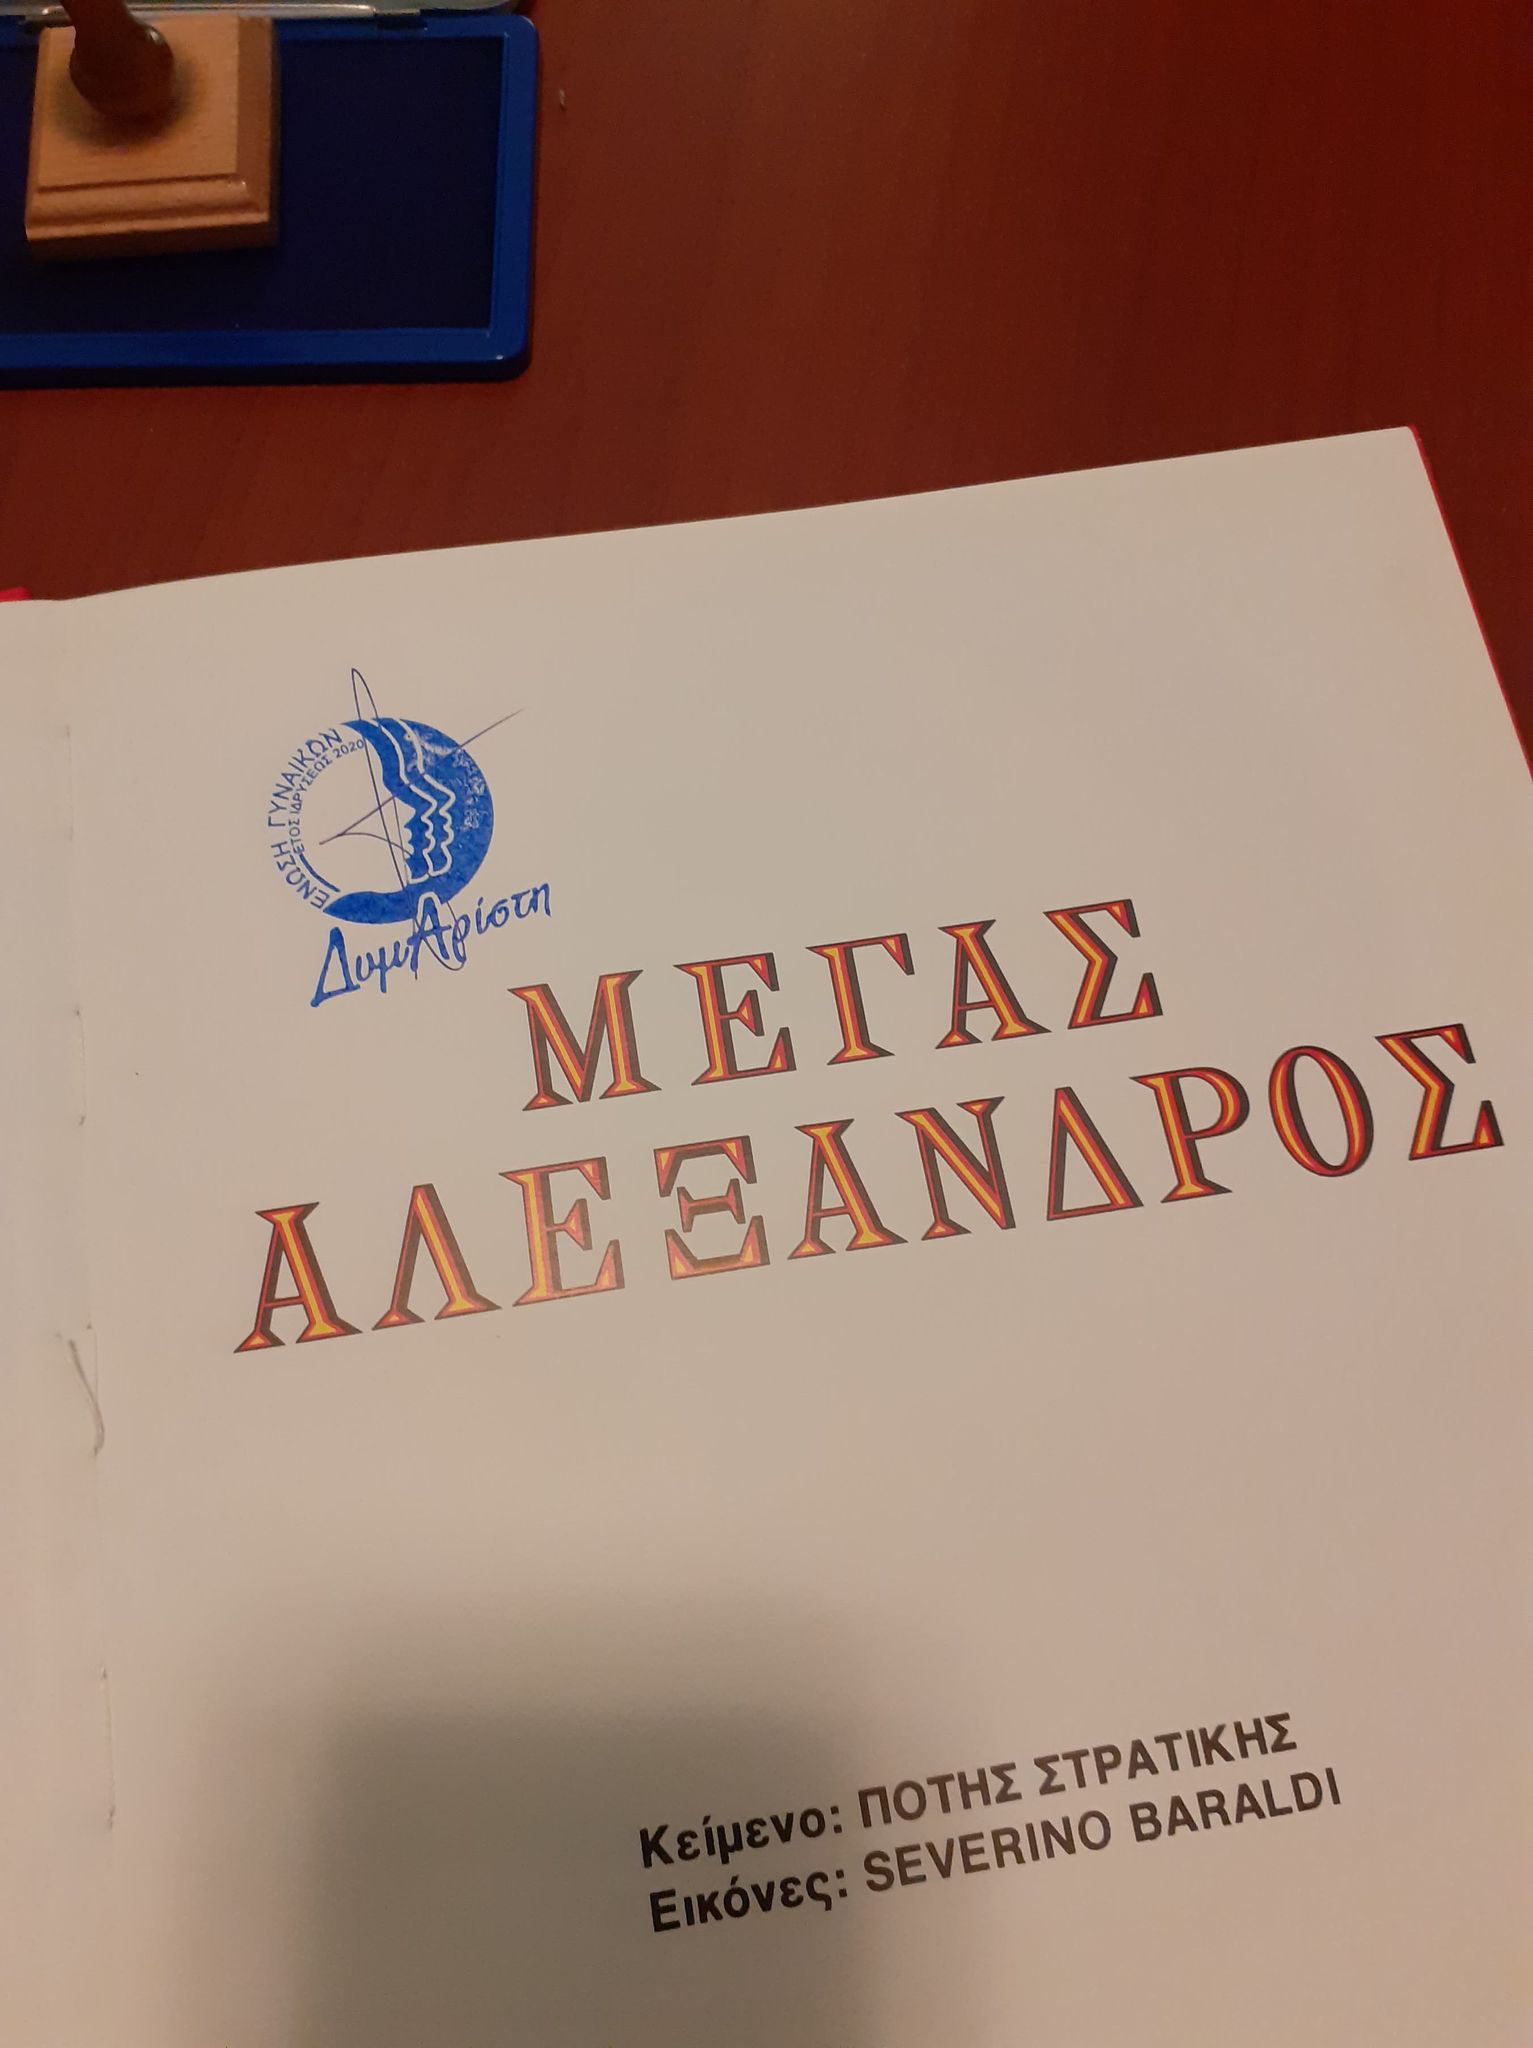 ΕΝΩΣΗ ΓΥΝΑΙΚΩΝ
ΕΤΟΣ ΙΔΡΥΣΕΩΣ 2020
ΔυμΑρίστη
ΜΕΓΑΣ
ΑΛΕΞΑΝΔΡΟΣ
Κείμενο: ΠΟΤΗΣ ΣΤΡΑΤΙΚΗΣ
Εικόνες: SEVERINO BARALDI